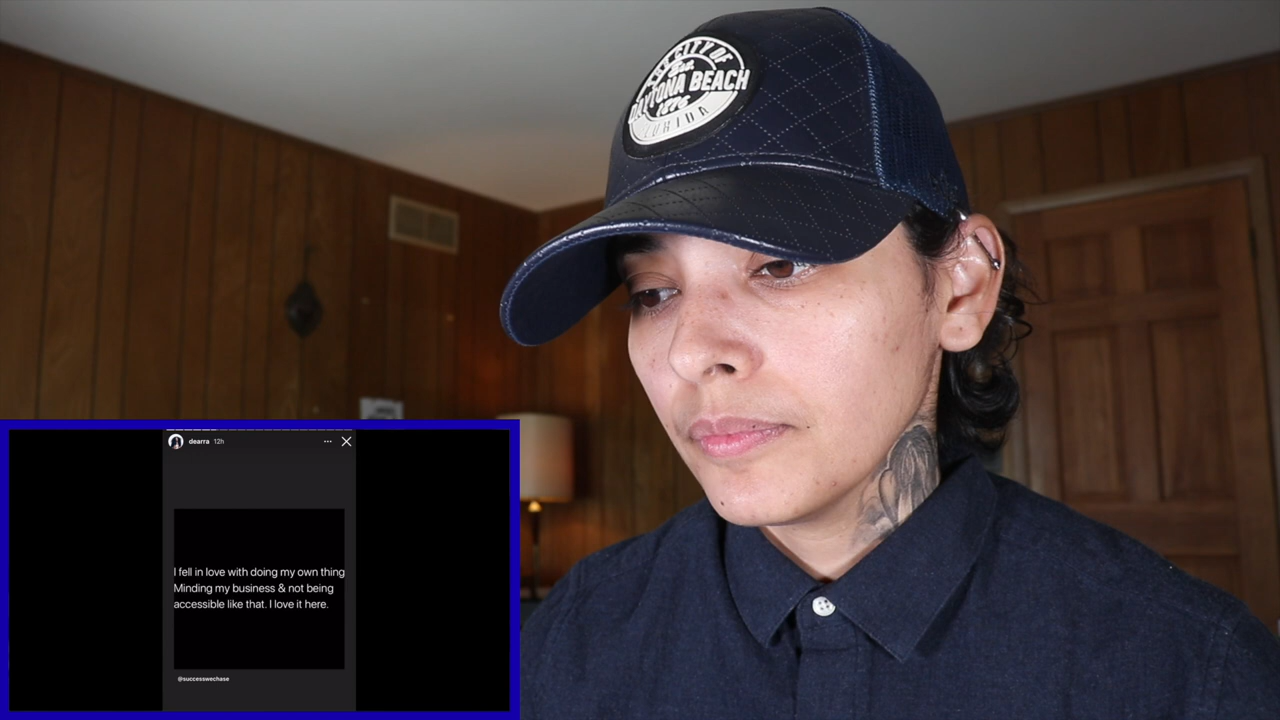 THE CITY OF
Est.
DAYTONA BEACH
1876
FLORIDA
dearra 12h
I fell in love with doing my own thing
Minding my business & not being
accessible like that. I love it here.
@successwechase